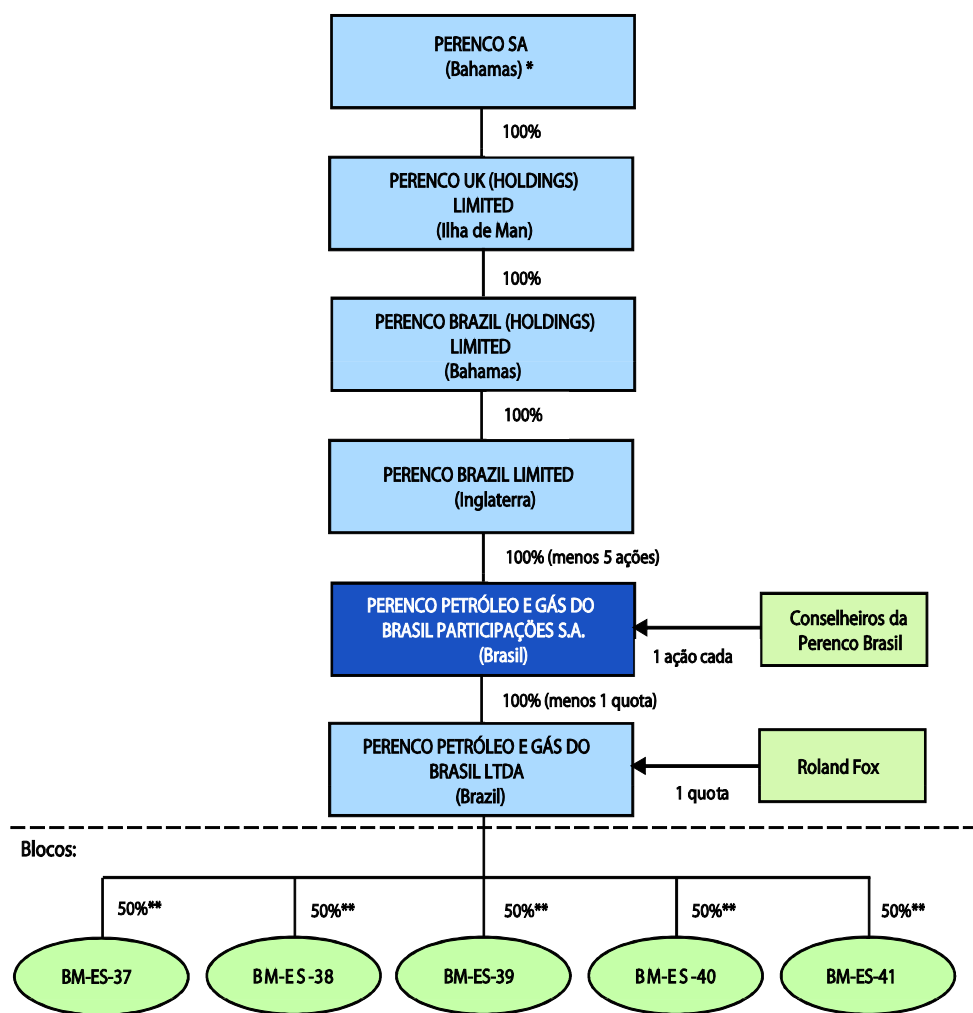 PERENCO SA
(Bahamas) *
100%
PERENCO UK (HOLDINGS)
LIMITED
(Ilha de Man)
100%
PERENCO BRAZIL (HOLDINGS)
LIMITED
(Bahamas)
100%
PERENCO BRAZIL LIMITED
(Inglaterra)
100% (menos 5 ações)
PERENCO PETRÓLEO E GÁS DO
BRASIL PARTICIPAÇÕES S.A.
(Brasil)
Conselheiros da
Perenco Brasil
1 ação cada
100% (menos 1 quota)
PERENCO PETRÓLEO E GÁS DO
BRASIL LTDA
(Brazil)
Roland Fox
1 quota
Blocos:
50%**
50%**
50%**
50%**
50%**
BM-ES-37
BM-ES-38
BM-ES-39
BM-ES-40
BM-ES-41